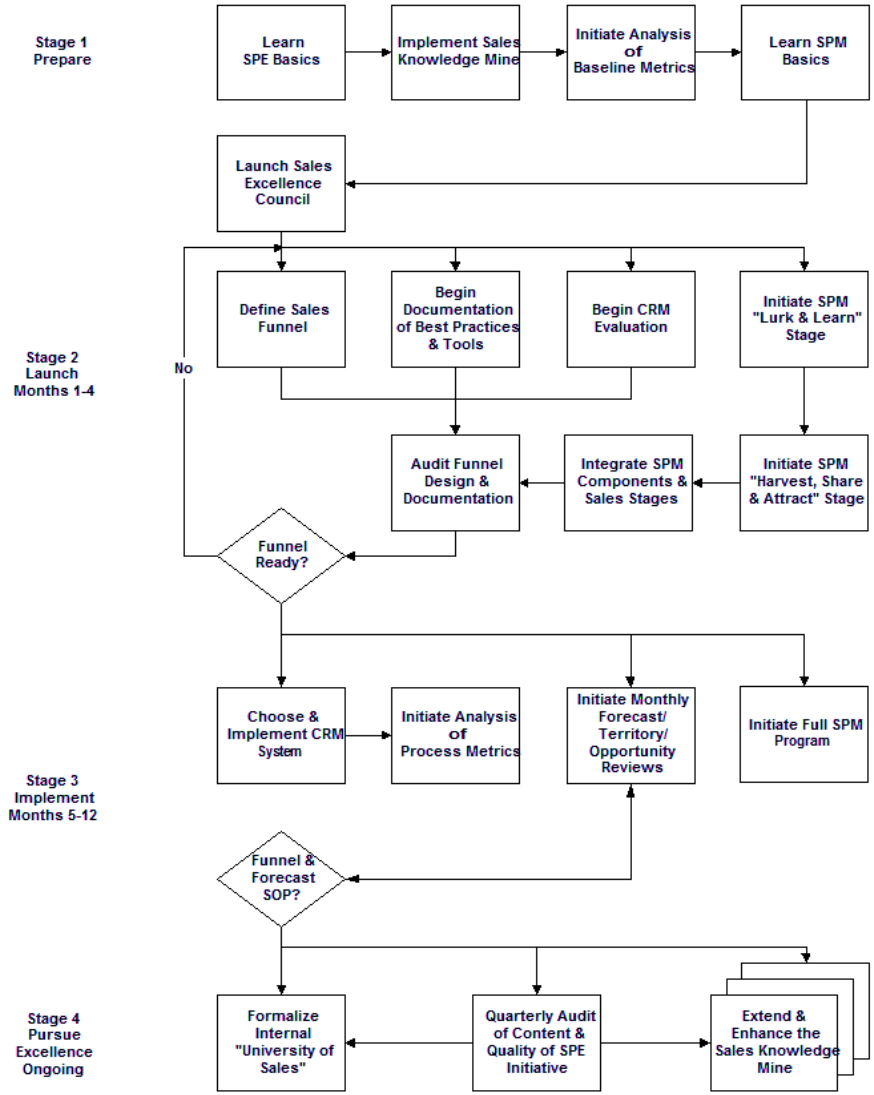 Stage 1
Prepare
Learn
SPE Basics
Implement Sales
Knowledge Mine
Initiate Analysis
of
Baseline Metrics
Learn SPM
Basics
Launch Sales
Excellence
Council
Stage 2
Launch
Months 1-4
No
Define Sales
Funnel
Begin
Documentation
of Best Practices
& Tools
Begin CRM
Evaluation
Initiate SPM
"Lurk & Learn"
Stage
Audit Funnel
Design &
Documentation
Integrate SPM
Components &
Sales Stages
Initiate SPM
"Harvest, Share
& Attract" Stage
Funnel
Ready?
Stage 3
Implement
Months 5-12
Choose &
Implement CRM
System
Initiate Analysis
of
Process Metrics
Initiate Monthly
Forecast/
Territory/
Opportunity
Reviews
Initiate Full SPM
Program
Funnel &
Forecast
SOP?
Stage 4
Pursue
Excellence
Ongoing
Formalize
Internal
"University of
Sales"
Quarterly Audit
of Content &
Quality of SPE
Initiative
Extend &
Enhance the
Sales Knowledge
Mine